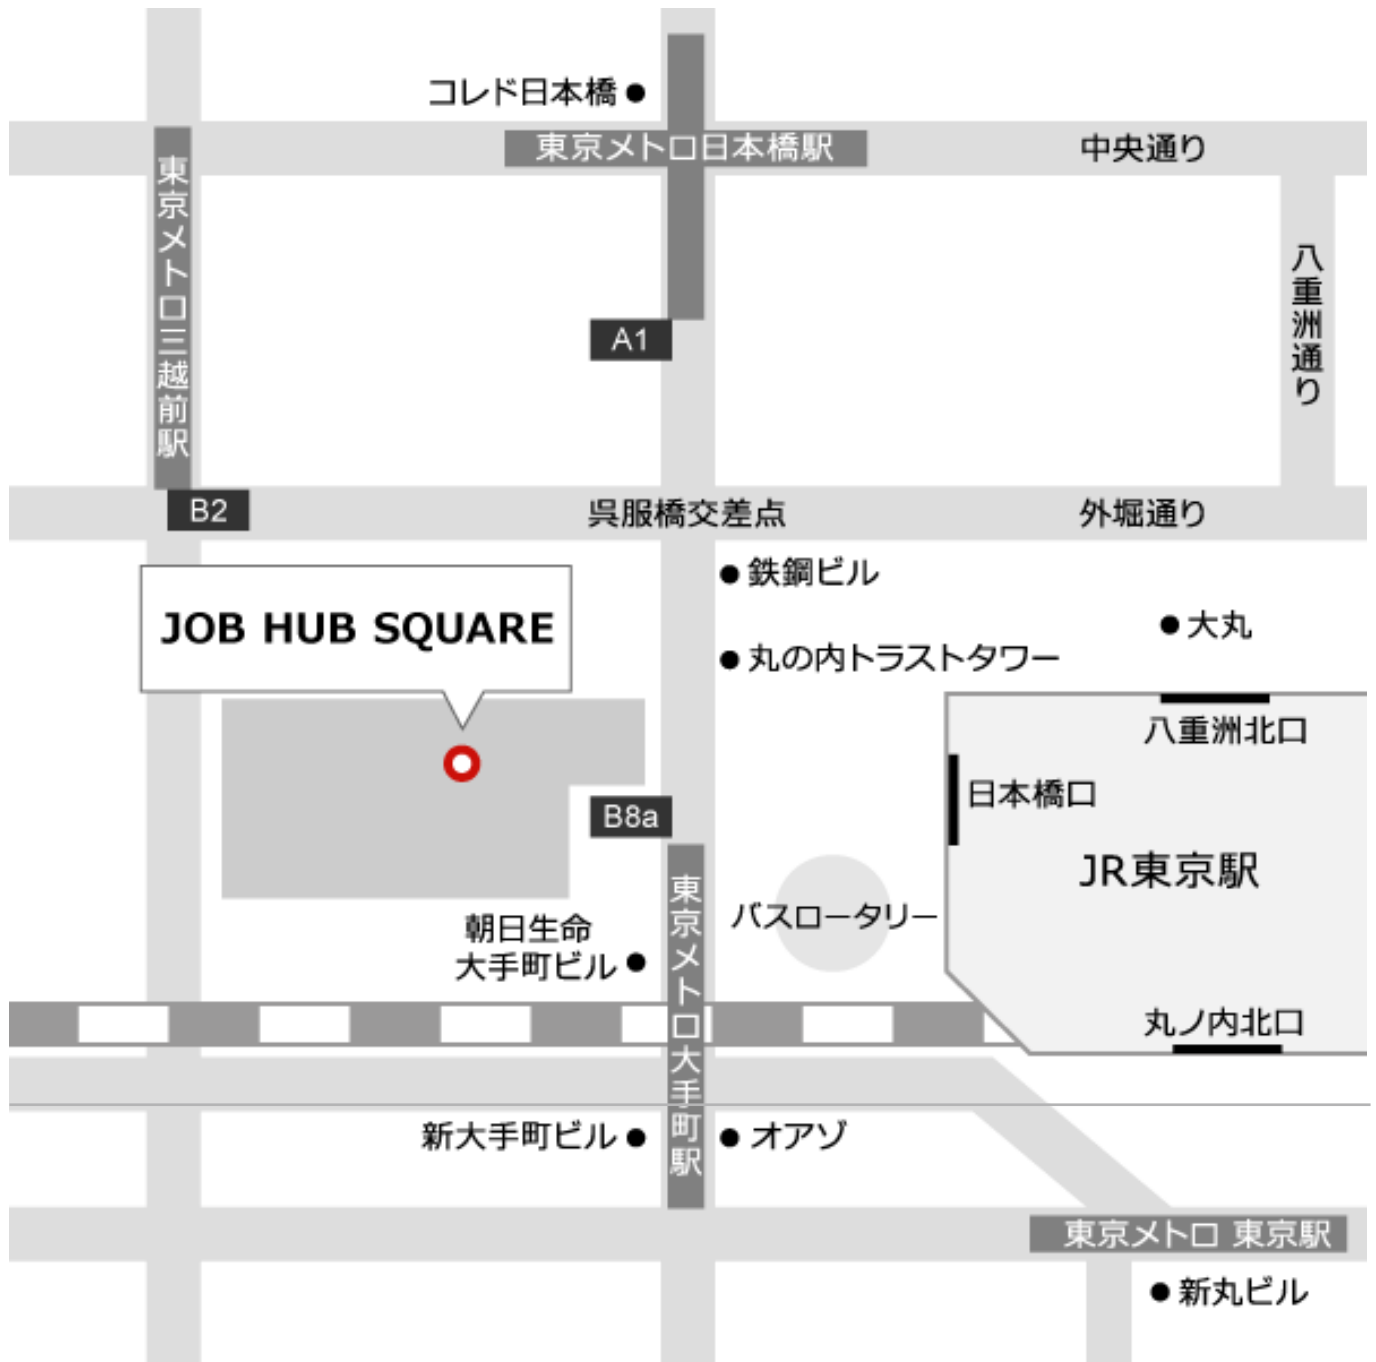 コレド日本橋
東京メトロ日本橋駅
中央通り
東京メトロ三越前駅
八重洲通り
A1
B2
呉服橋交差点
外堀通り
鉄鋼ビル
JOB HUB SQUARE
大丸
丸の内トラストタワー
八重洲北口
日本橋口
B8a
JR東京駅
東京メトロ大手町駅
バスロータリー
朝日生命
大手町ビル
丸ノ内北口
新大手町ビル
オアゾ
東京メトロ 東京駅
新丸ビル